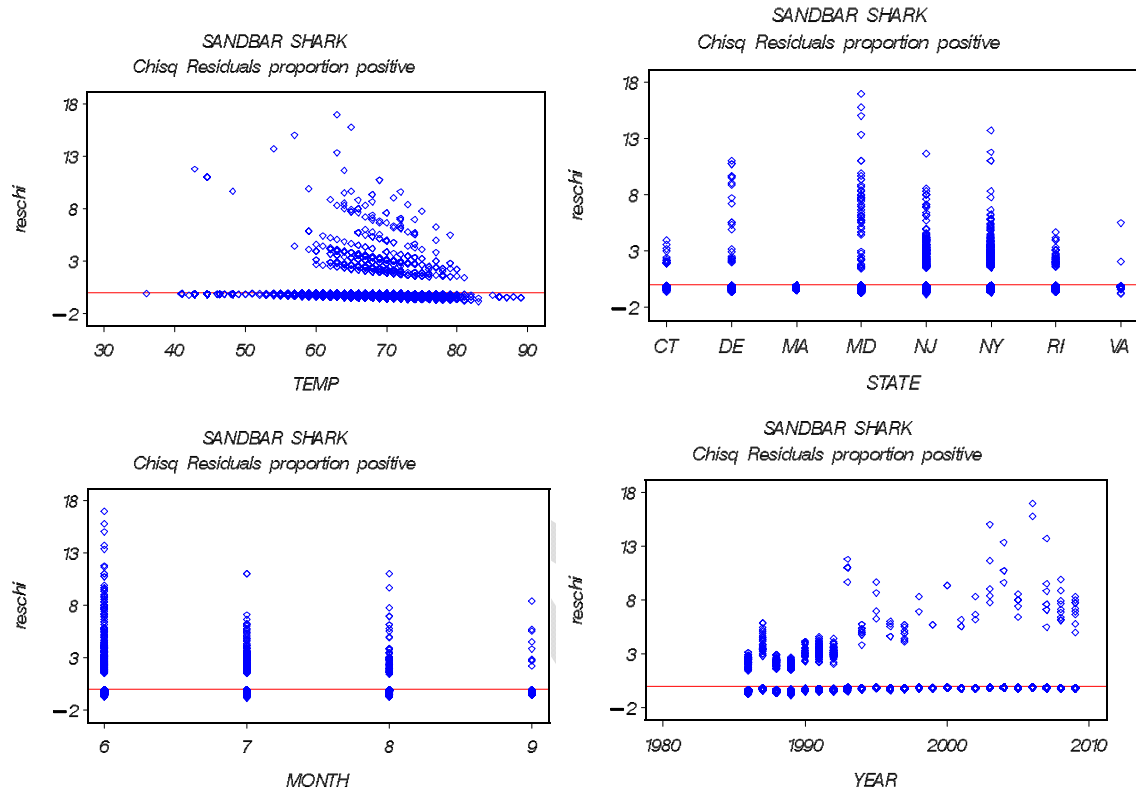 SANDBAR SHARK
Chisq Residuals proportion positive
18
13
8
3
−2
reschi
30 40 50 60 70 80 90
TEMP
SANDBAR SHARK
Chisq Residuals proportion positive
18
13
8
3
−2
reschi
CT DE MA MD NJ NY RI VA
STATE
SANDBAR SHARK
Chisq Residuals proportion positive
18
13
8
3
−2
reschi
6 7 8 9
MONTH
SANDBAR SHARK
Chisq Residuals proportion positive
18
13
8
3
−2
reschi
1980 1990 2000 2010
YEAR